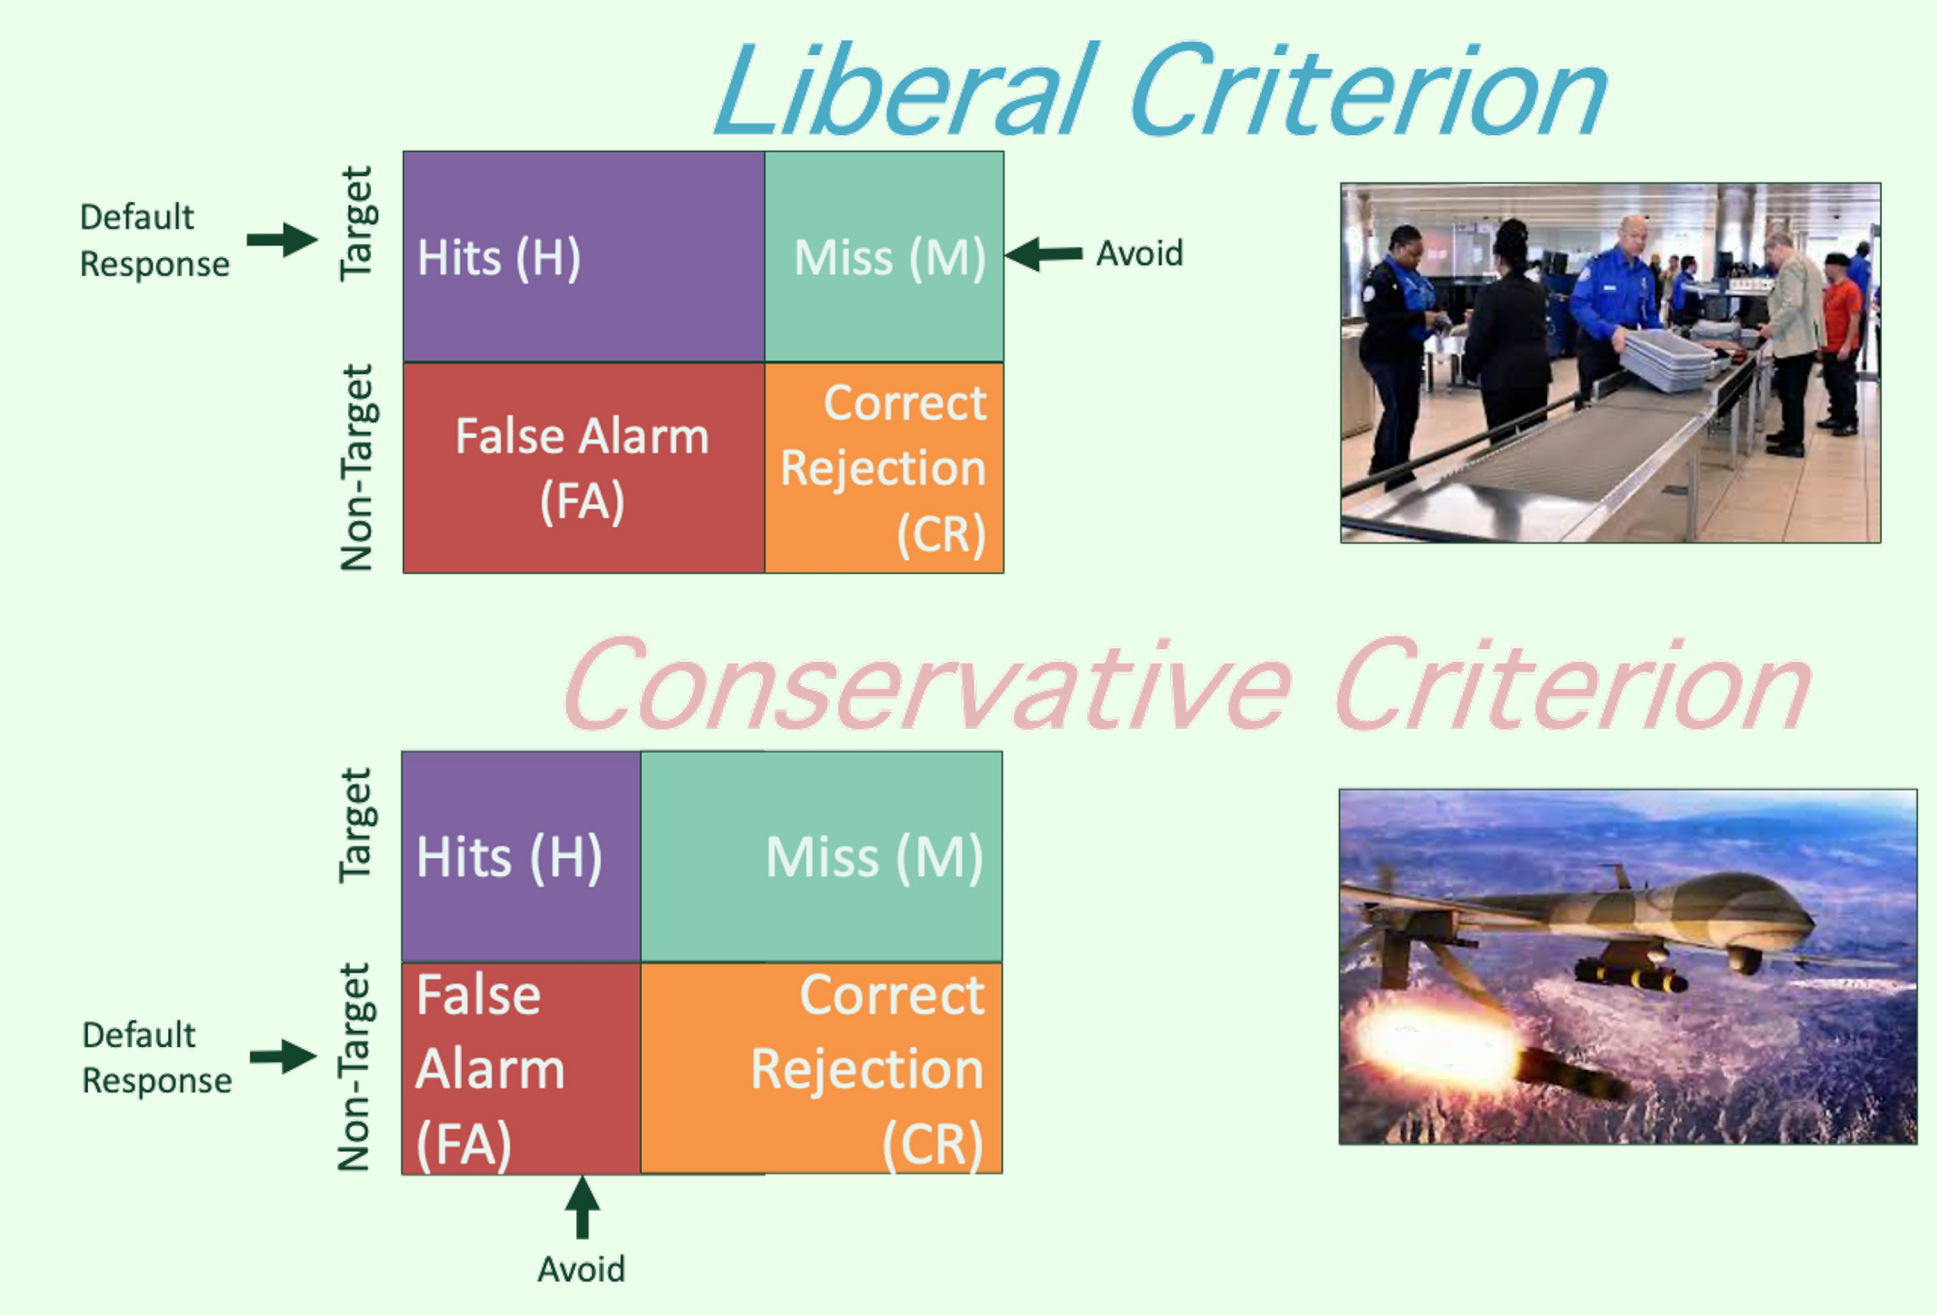 Liberal Criterion
Default
Response
Target
Hits (H)
Miss (M)
Avoid
Non-Target
False Alarm
(FA)
Correct
Rejection
(CR)
Conservative Criterion
Target
Hits (H)
Miss (M)
Default
Response
Non-Target
False
Alarm
(FA)
Correct
Rejection
(CR)
Avoid